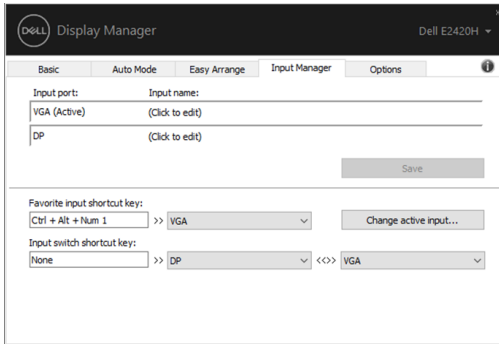 DELL Display Manager Dell E2420H
Basic Auto Mode Easy Arrange Input Manager Options
Input port: Input name:
VGA (Active) (Click to edit)
DP (Click to edit)
Save
Favorite input shortcut key:
Ctrl + Alt + Num 1 >> VGA Change active input...
Input switch shortcut key:
None >> DP <<>> VGA